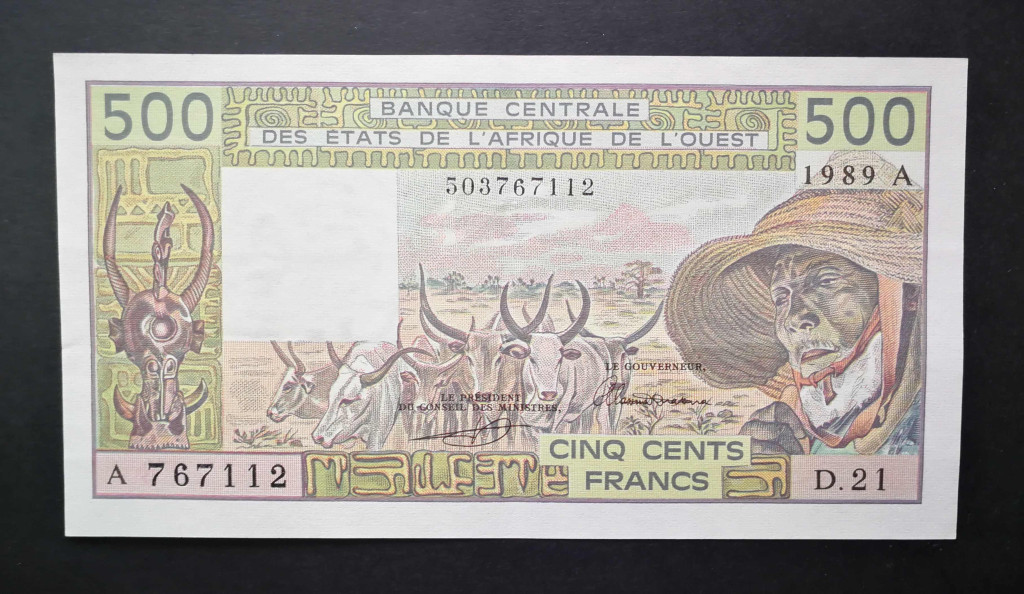 500
BANQUE CENTRALE
DES ÉTATS DE L'AFRIQUE DE L'OUEST
500
503767112
1989 A
LE GOUVERNEUR,
LE PRÉSIDENT
DU CONSEIL DES MINISTRES,
CINQ CENTS
FRANCS
A 767112
D.21